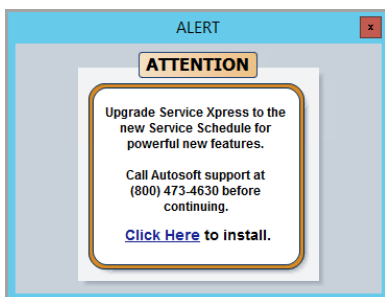 ALERT
x
ATTENTION
Upgrade Service Xpress to the
new Service Schedule for
powerful new features.
Call Autosoft support at
(800) 473-4630 before
continuing.
Click Here to install.